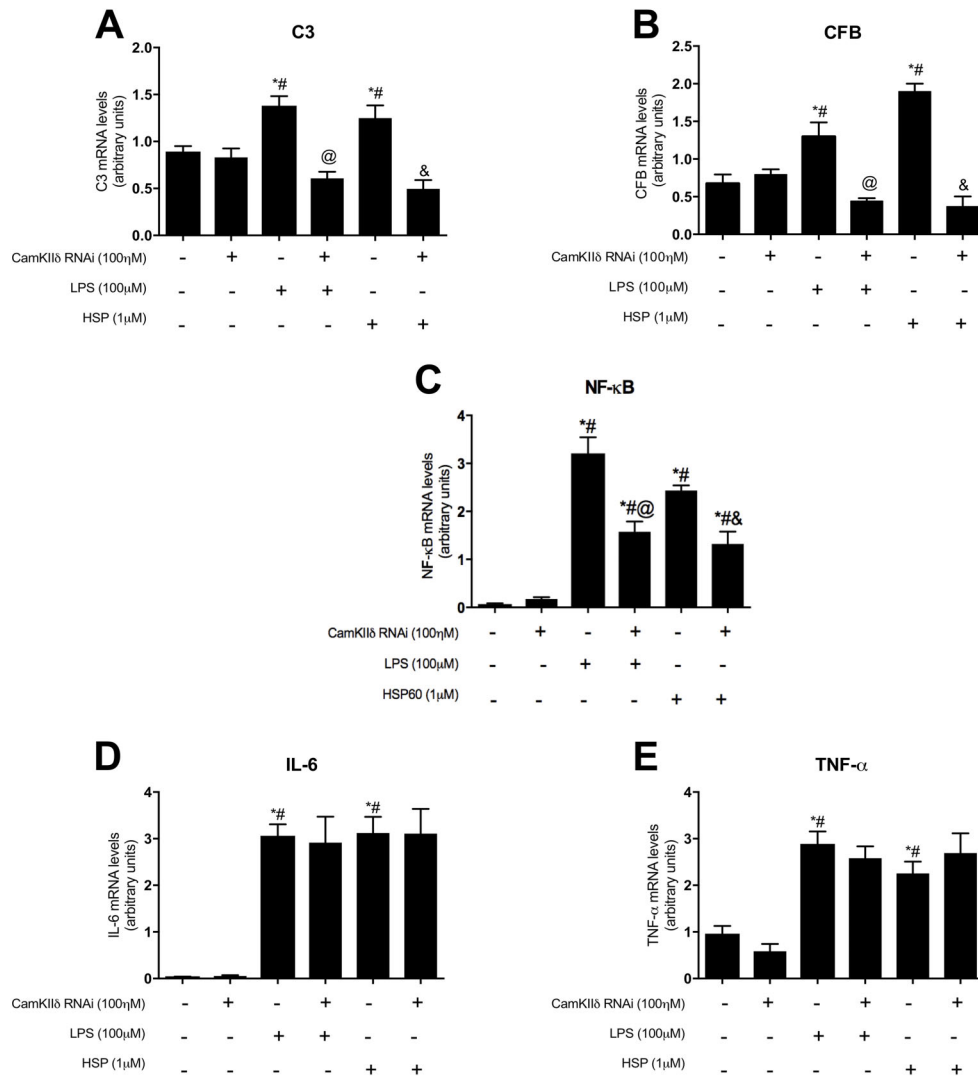 A
C3
C3 mRNA levels
(arbitrary units)
2.0
1.5
1.0
0.5
0.0
*#
@
*#
&
CamKIIδ RNAi (100ηM) - + - + - +
LPS (100μM) - - + + - -
HSP (1μM) - - - - + +
B
CFB
CFB mRNA levels
(arbitrary units)
2.5
2.0
1.5
1.0
0.5
0.0
*#
@
*#
&
CamKIIδ RNAi (100ηM) - + - + - +
LPS (100μM) - - + + - -
HSP (1μM) - - - - + +
C
NF-κB
NF-κB mRNA levels
(arbitrary units)
4
3
2
1
0
*#
*#@
*#
*#&
CamKIIδ RNAi (100ηM) - + - + - +
LPS (100μM) - - + + - -
HSP60 (1μM) - - - - + +
D
IL-6
IL-6 mRNA levels
(arbitrary units)
4
3
2
1
0
*#
*#
CamKIIδ RNAi (100ηM) - + - + - +
LPS (100μM) - - + + - -
HSP (1μM) - - - - + +
E
TNF-α
TNF-α mRNA levels
(arbitrary units)
4
3
2
1
0
*#
*#
CamKIIδ RNAi (100ηM) - + - + - +
LPS (100μM) - - + + - -
HSP (1μM) - - - - + +